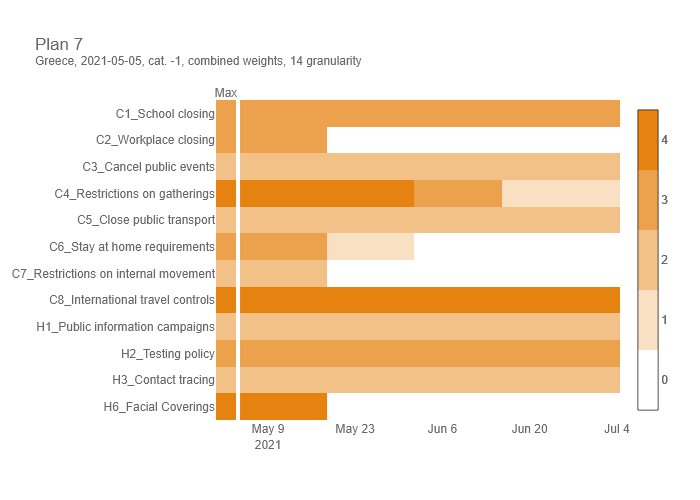 Plan 7
Greece, 2021-05-05, cat. -1, combined weights, 14 granularity
Max
C1_School closing
C2_Workplace closing
C3_Cancel public events
C4_Restrictions on gatherings
C5_Close public transport
C6_Stay at home requirements
C7_Restrictions on internal movement
C8_International travel controls
H1_Public information campaigns
H2_Testing policy
H3_Contact tracing
H6_Facial Coverings
4
3
2
1
0
May 9 May 23 Jun 6 Jun 20 Jul 4
2021